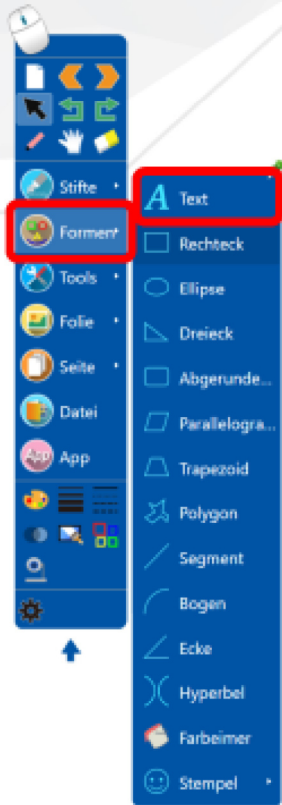 Stifte
Formen
Tools
Folie
Seite
Datei
App
App
A Text
Rechteck
Ellipse
Dreieck
Abgerunde...
Parallelogra...
Trapezoid
Polygon
Segment
Bogen
Ecke
Hyperbel
Farbeimer
Stempel